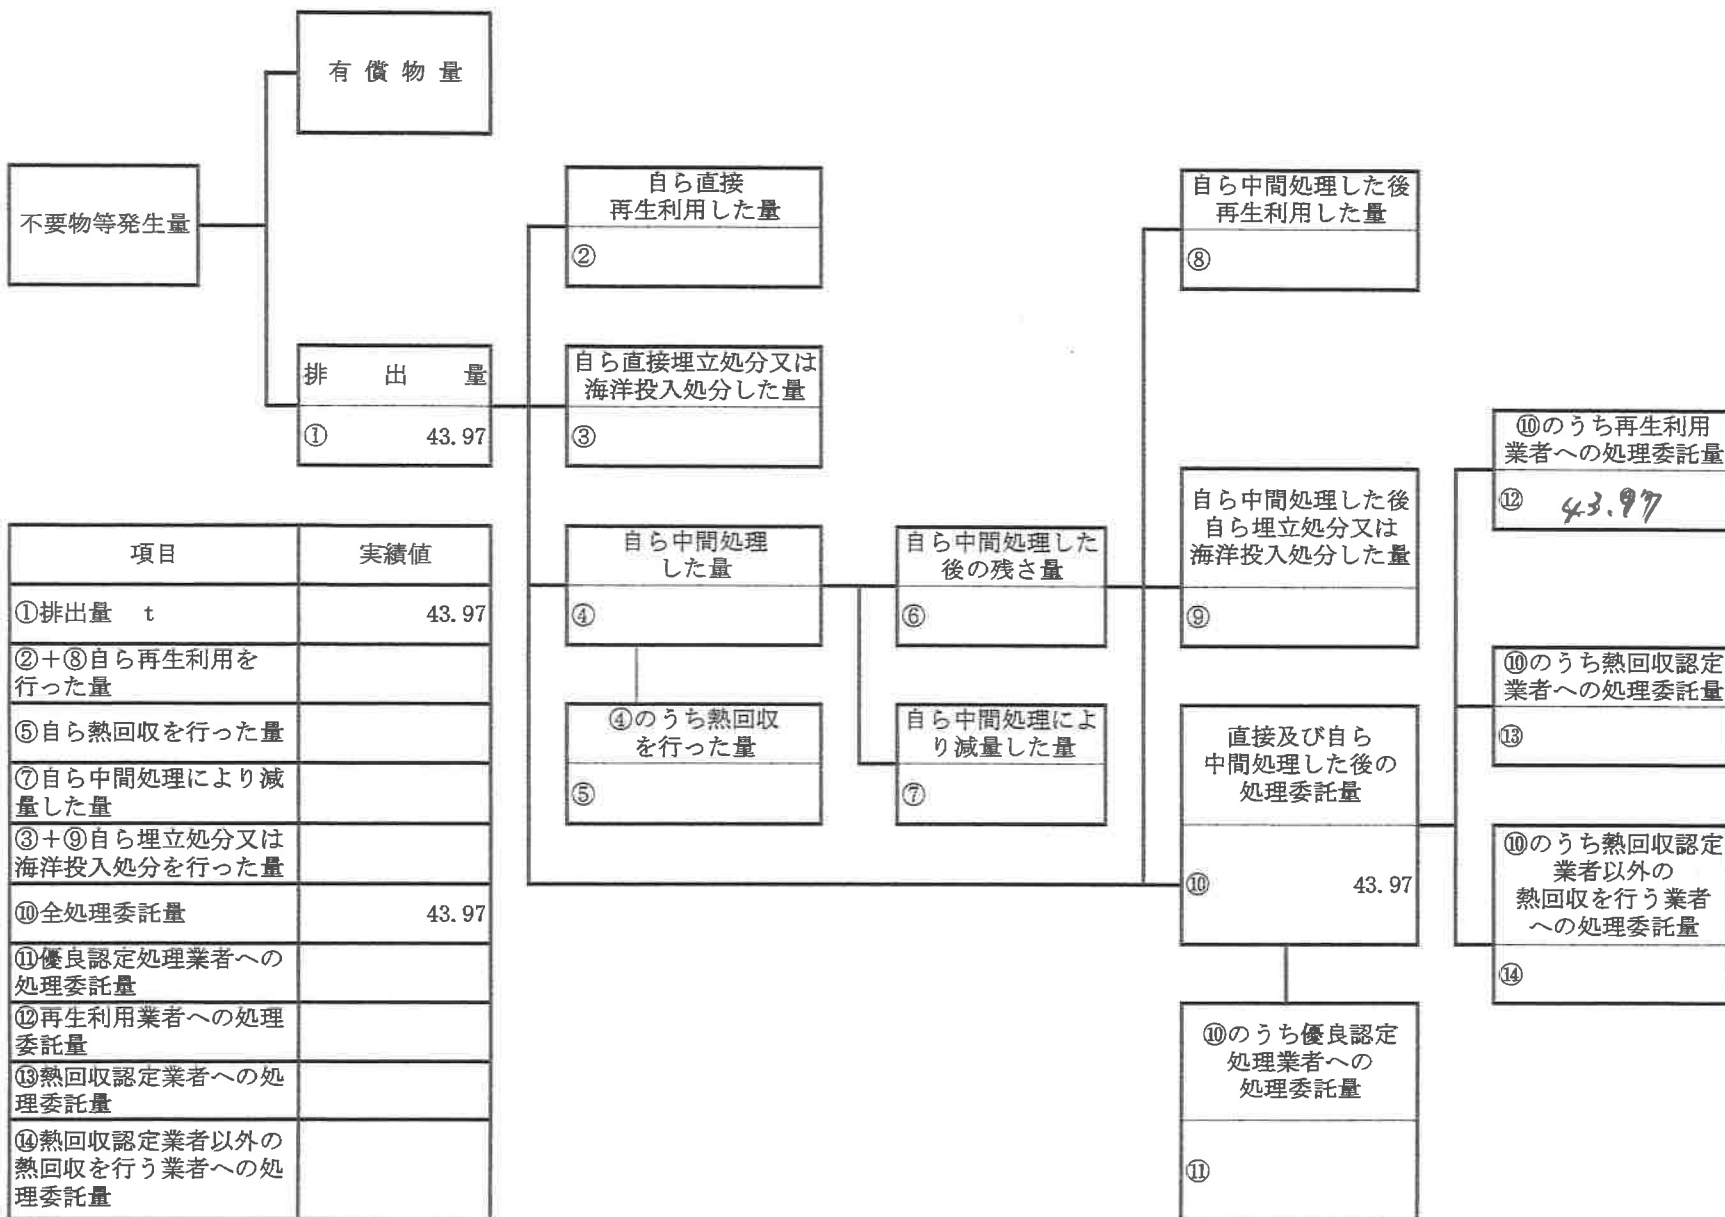 有 償 物 量
不要物等発生量
排 出 量
① 43.97
自ら直接
再生利用した量
②
自ら直接埋立処分又は
海洋投入処分した量
③
自ら中間処理
した量
④
④のうち熱回収
を行った量
⑤
自ら中間処理した
後の残さ量
⑥
自ら中間処理によ
り減量した量
⑦
自ら中間処理した後
再生利用した量
⑧
自ら中間処理した後
自ら埋立処分又は
海洋投入処分した量
⑨
直接及び自ら
中間処理した後の
処理委託量
⑩ 43.97
⑩のうち優良認定
処理業者への
処理委託量
⑪
⑩のうち再生利用
業者への処理委託量
⑫ 43.97
⑩のうち熱回収認定
業者への処理委託量
⑬
⑩のうち熱回収認定
業者以外の
熱回収を行う業者
への処理委託量
⑭
項目 実績値
①排出量 t 43.97
②+⑧自ら再生利用を
行った量
⑤自ら熱回収を行った量
⑦自ら中間処理により減
量した量
③+⑨自ら埋立処分又は
海洋投入処分を行った量
⑩全処理委託量 43.97
⑪優良認定処理業者への
処理委託量
⑫再生利用業者への処理
委託量
⑬熱回収認定業者への処
理委託量
⑭熱回収認定業者以外の
熱回収を行う業者への処
理委託量